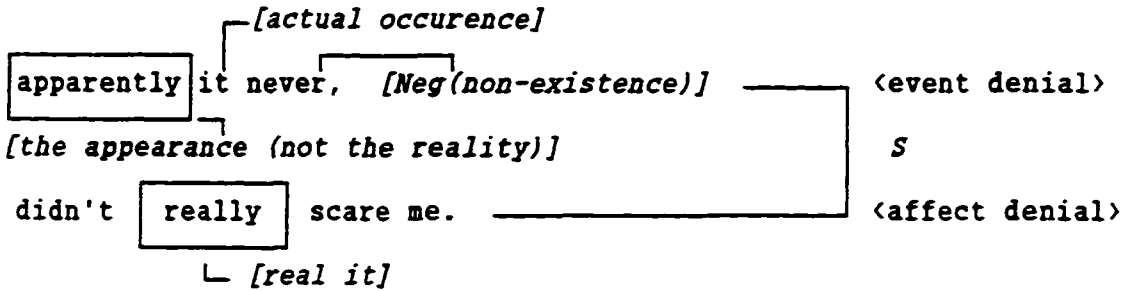 [actual occurence]
apparently it never, [Neg(non-existence)] <event denial>
[the appearance (not the reality)] S
didn't really scare me. <affect denial>
[real it]